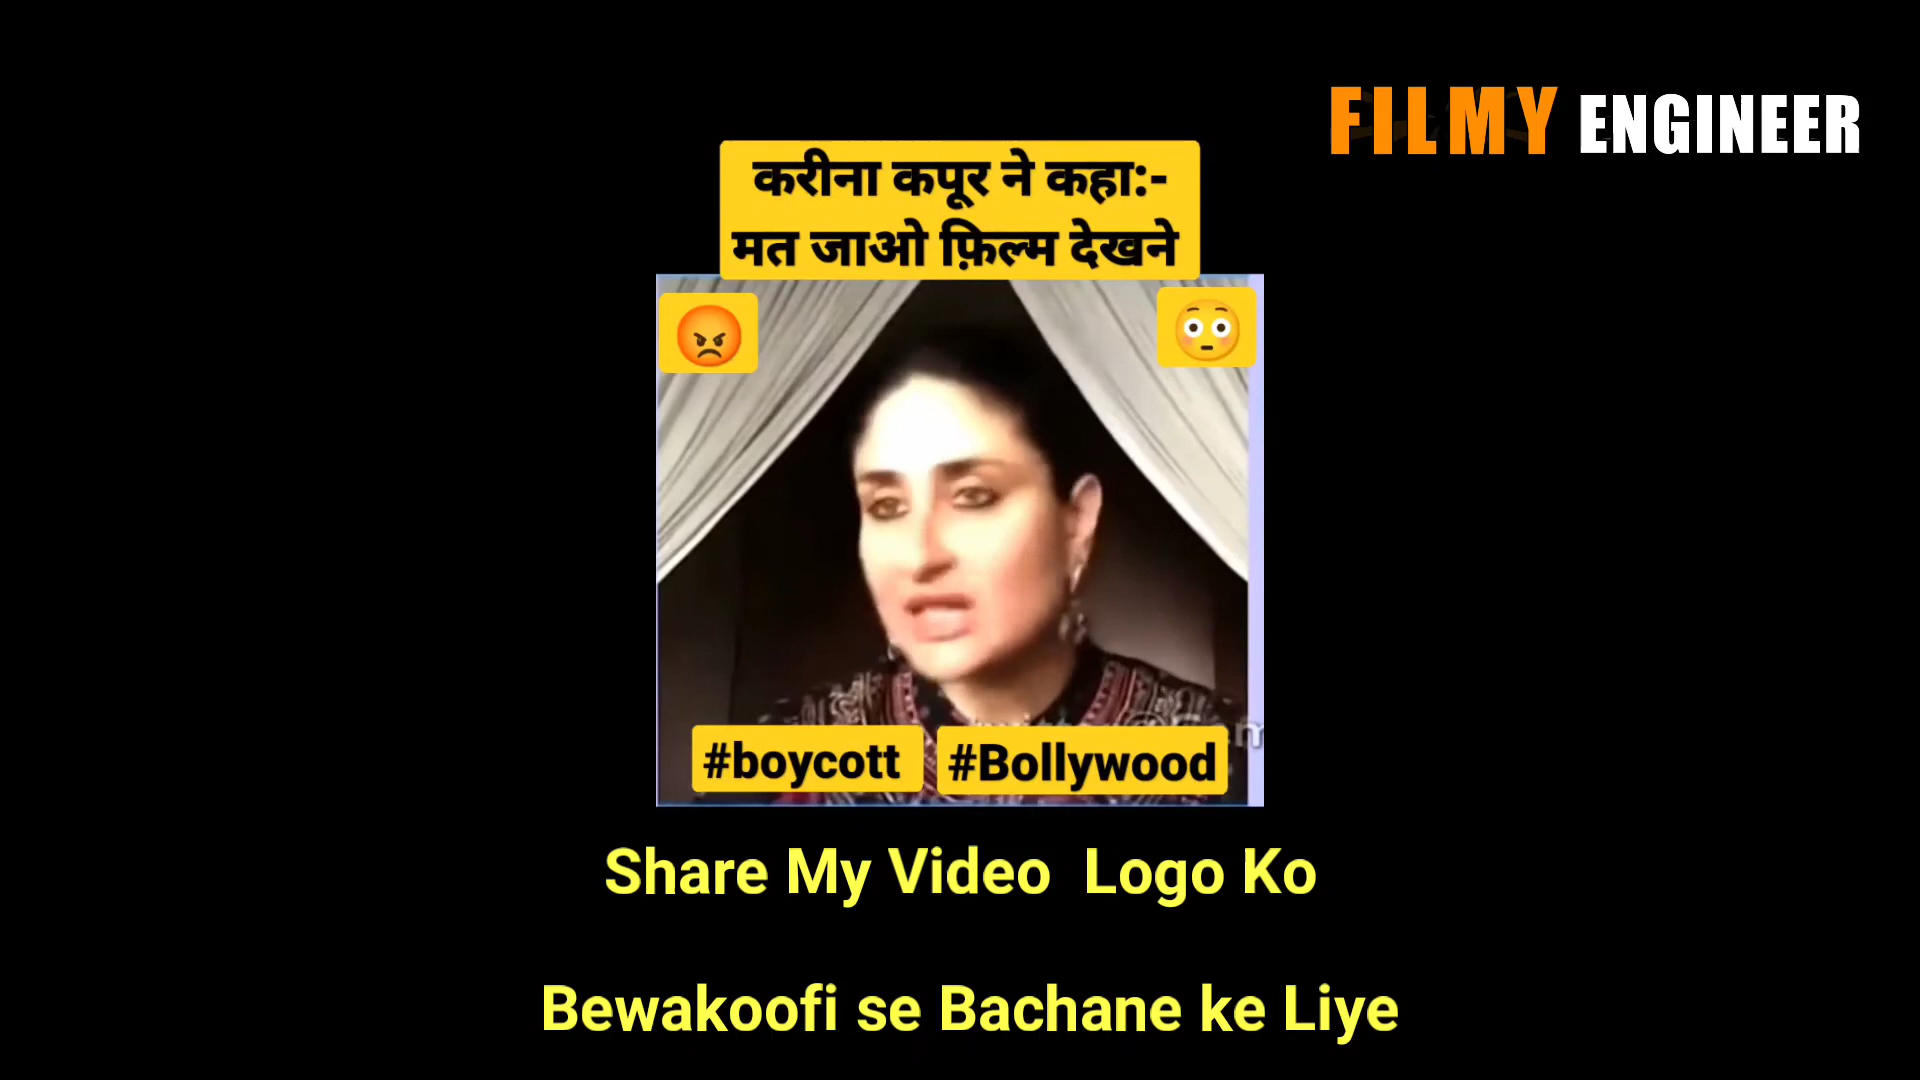 FILMY ENGINEER
करीना कपूर ने कहा:-
मत जाओ फ़िल्म देखने
#boycott #Bollywood
Share My Video Logo Ko
Bewakoofi se Bachane ke Liye